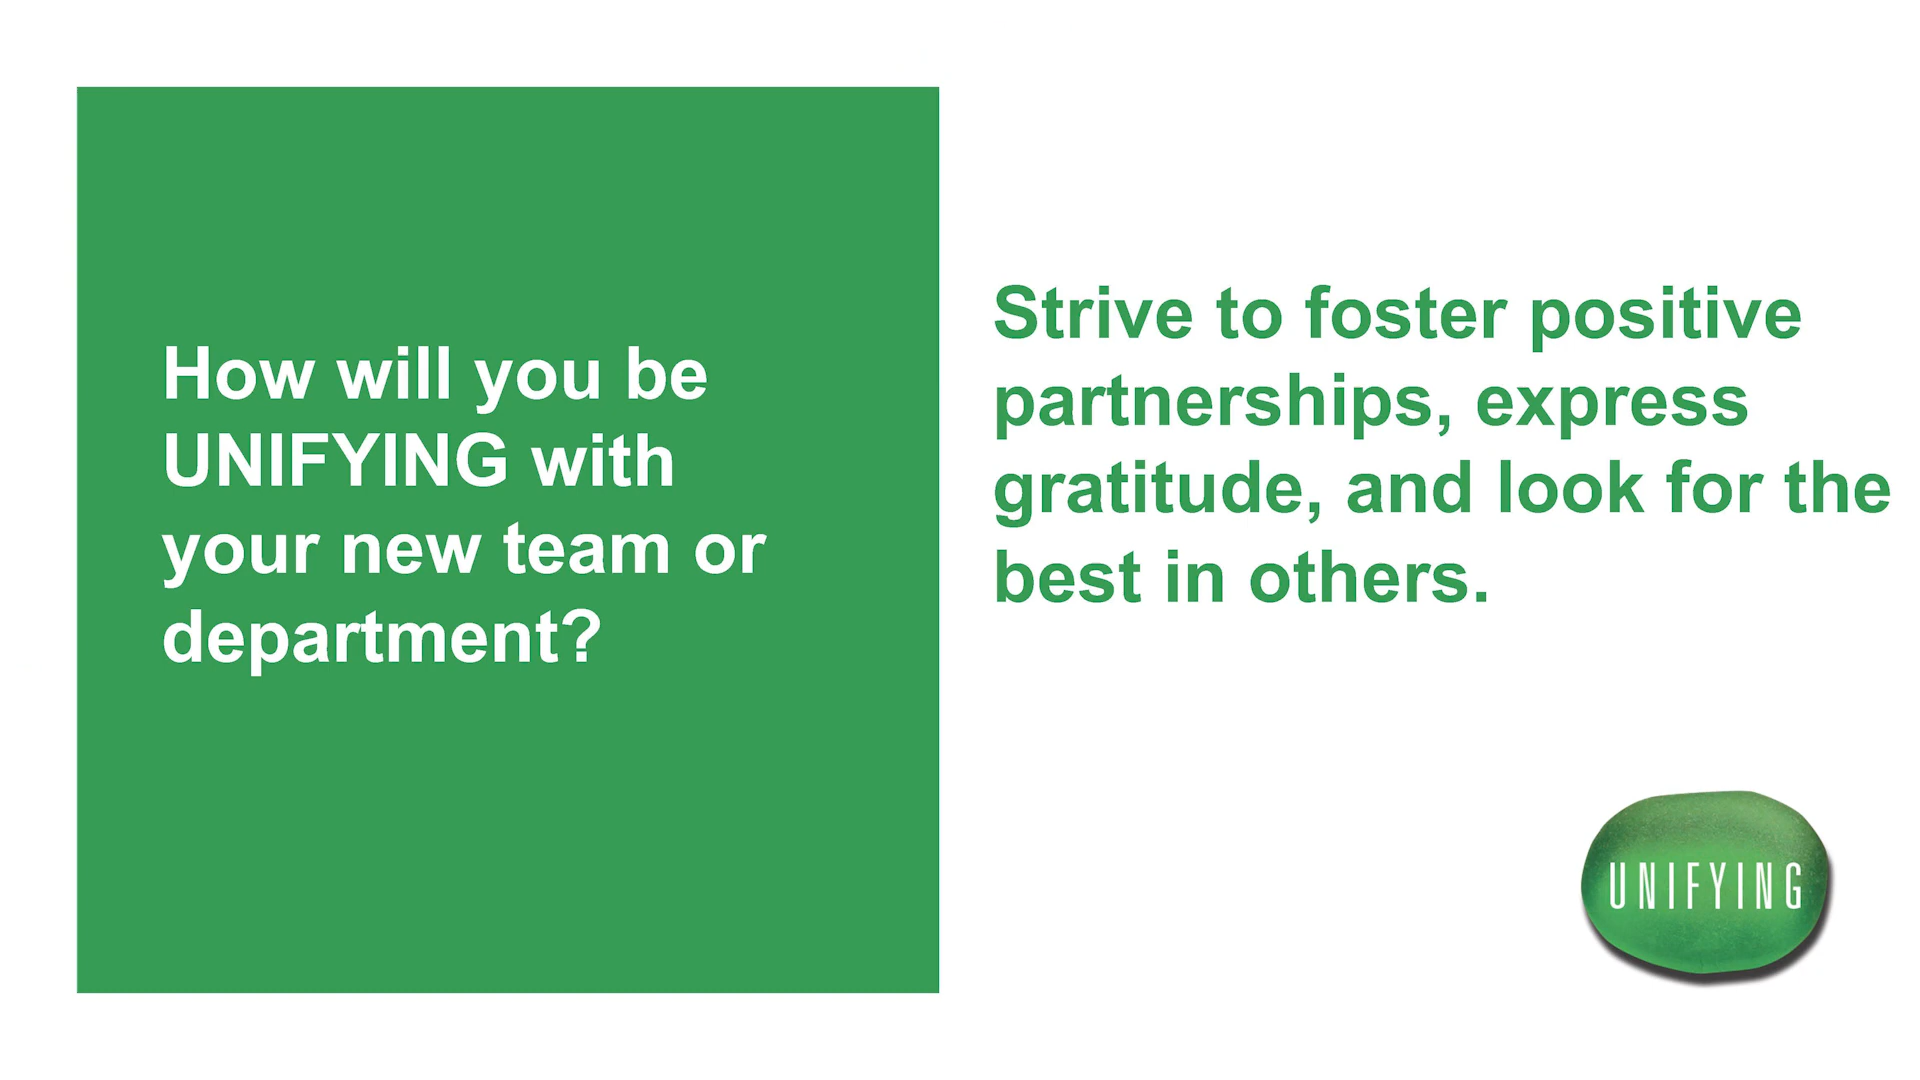 How will you be
UNIFYING with
your new team or
department?
Strive to foster positive
partnerships, express
gratitude, and look for the
best in others.
UNIFYING